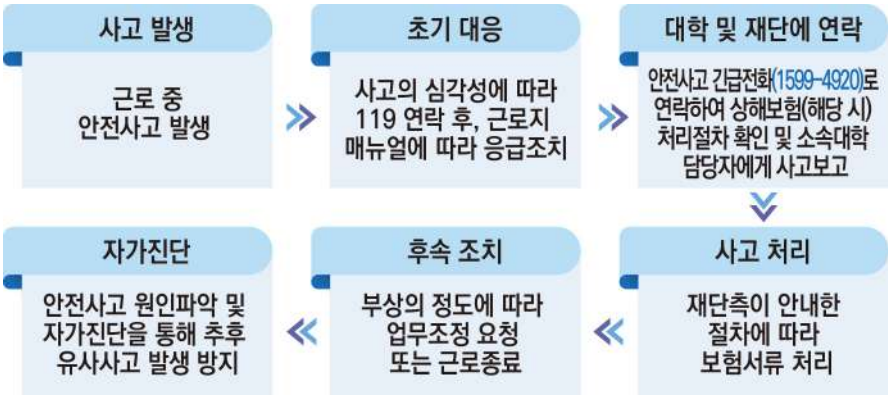 사고 발생
근로 중
안전사고 발생
초기 대응
사고의 심각성에 따라
119 연락 후, 근로지
매뉴얼에 따라 응급조치
대학 및 재단에 연락
안전사고 긴급전화(1599-4920)로
연락하여 상해보험(해당 시)
처리절차 확인 및 소속대학
담당자에게 사고보고
사고 처리
재단측이 안내한
절차에 따라
보험서류 처리
후속 조치
부상의 정도에 따라
업무조정 요청
또는 근로종료
자가진단
안전사고 원인파악 및
자가진단을 통해 추후
유사사고 발생 방지